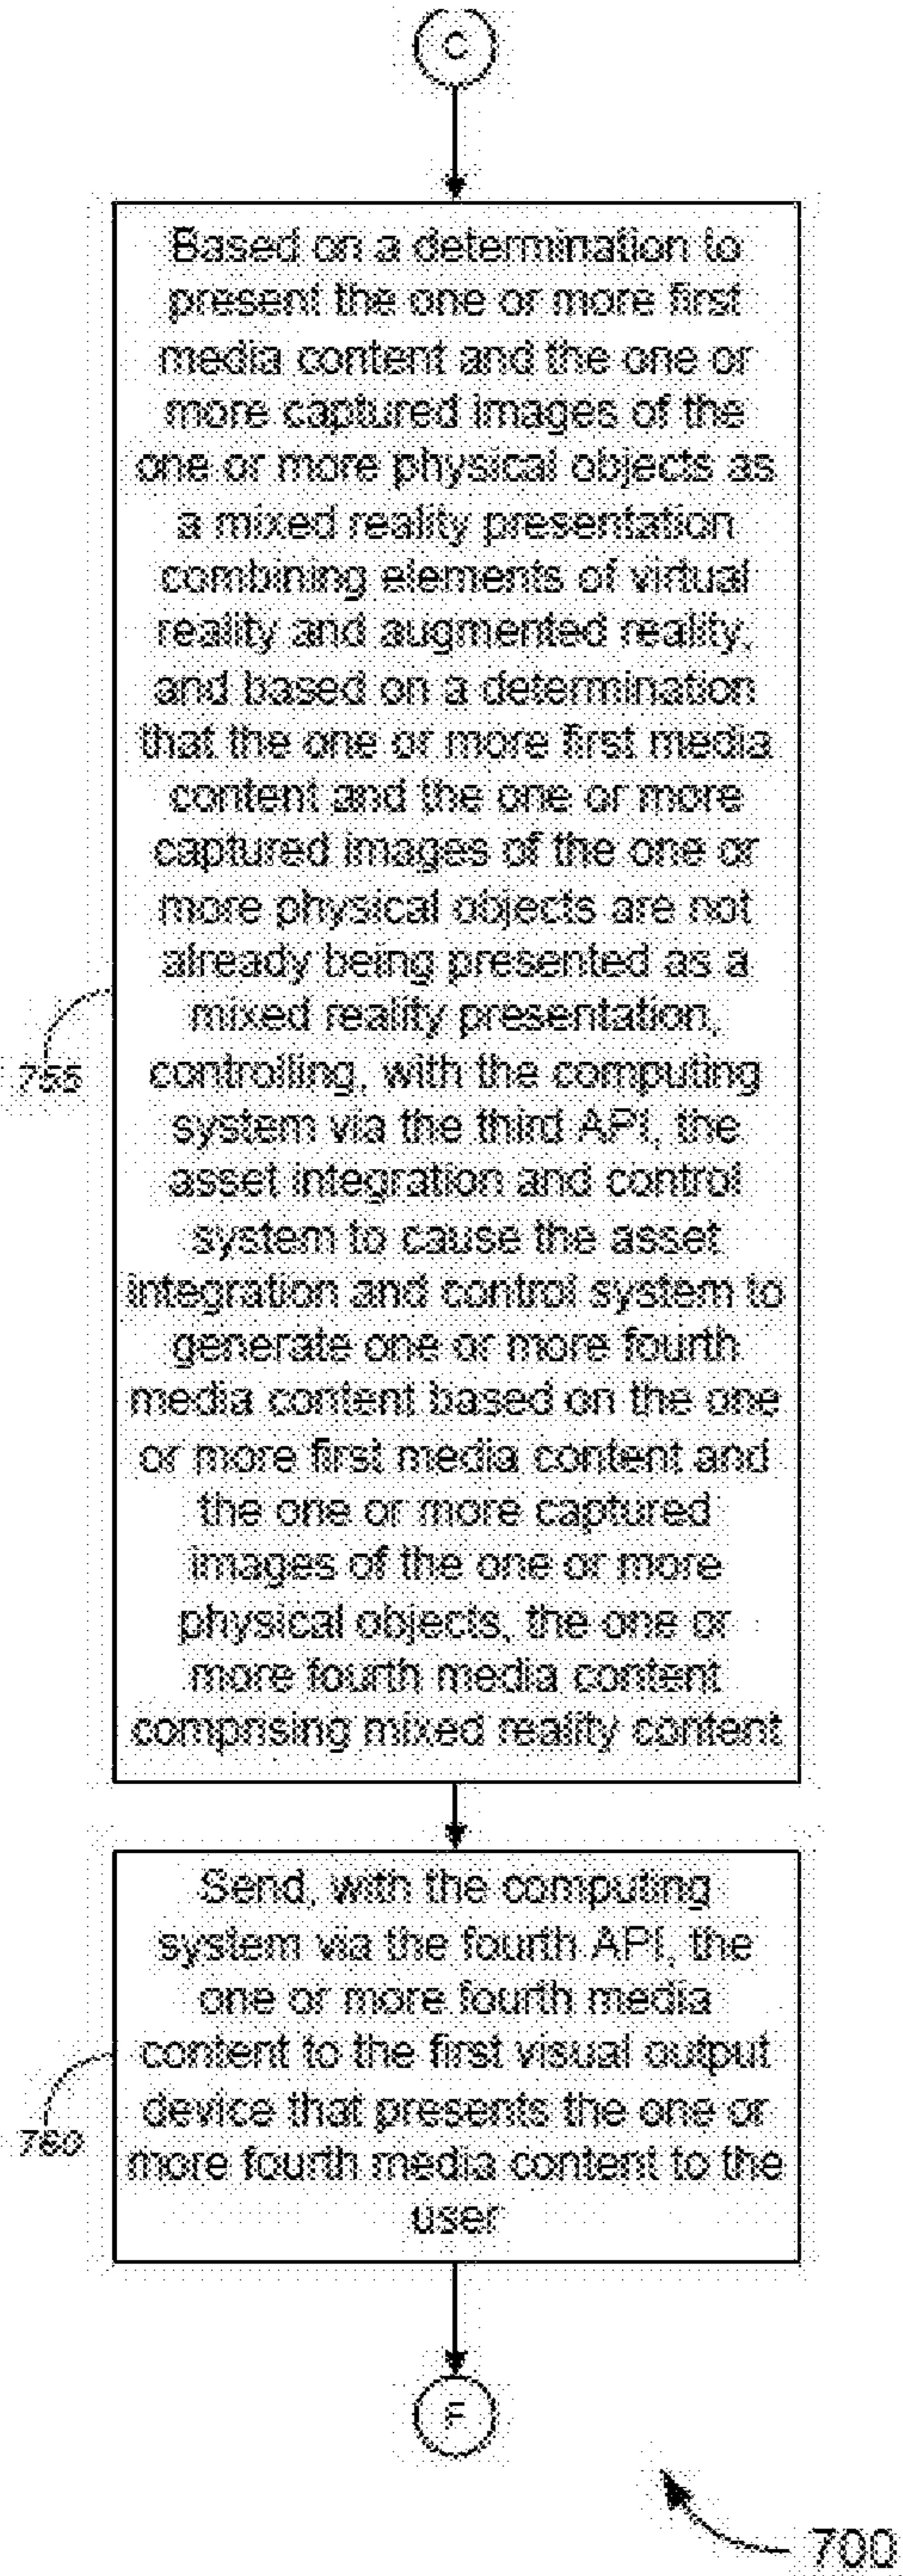 C
Based on a determination to
present the one or more first
media content and the one or
more captured images of the
one or more physical objects as
a mixed reality presentation
combining elements of virtual
reality and augmented reality,
and based on a determination
that the one or more first media
content and the one or more
captured images of the one or
more physical objects are not
already being presented as a
mixed reality presentation,
controlling, with the computing
system via the third API, the
asset integration and control
system to cause the asset
integration and control system to
generate one or more fourth
media content based on the one
or more first media content and
the one or more captured
images of the one or more
physical objects, the one or
more fourth media content
comprising mixed reality content
755
Send, with the computing
system via the fourth API, the
one or more fourth media
content to the first visual output
device that presents the one or
more fourth media content to the
user
760
F
700